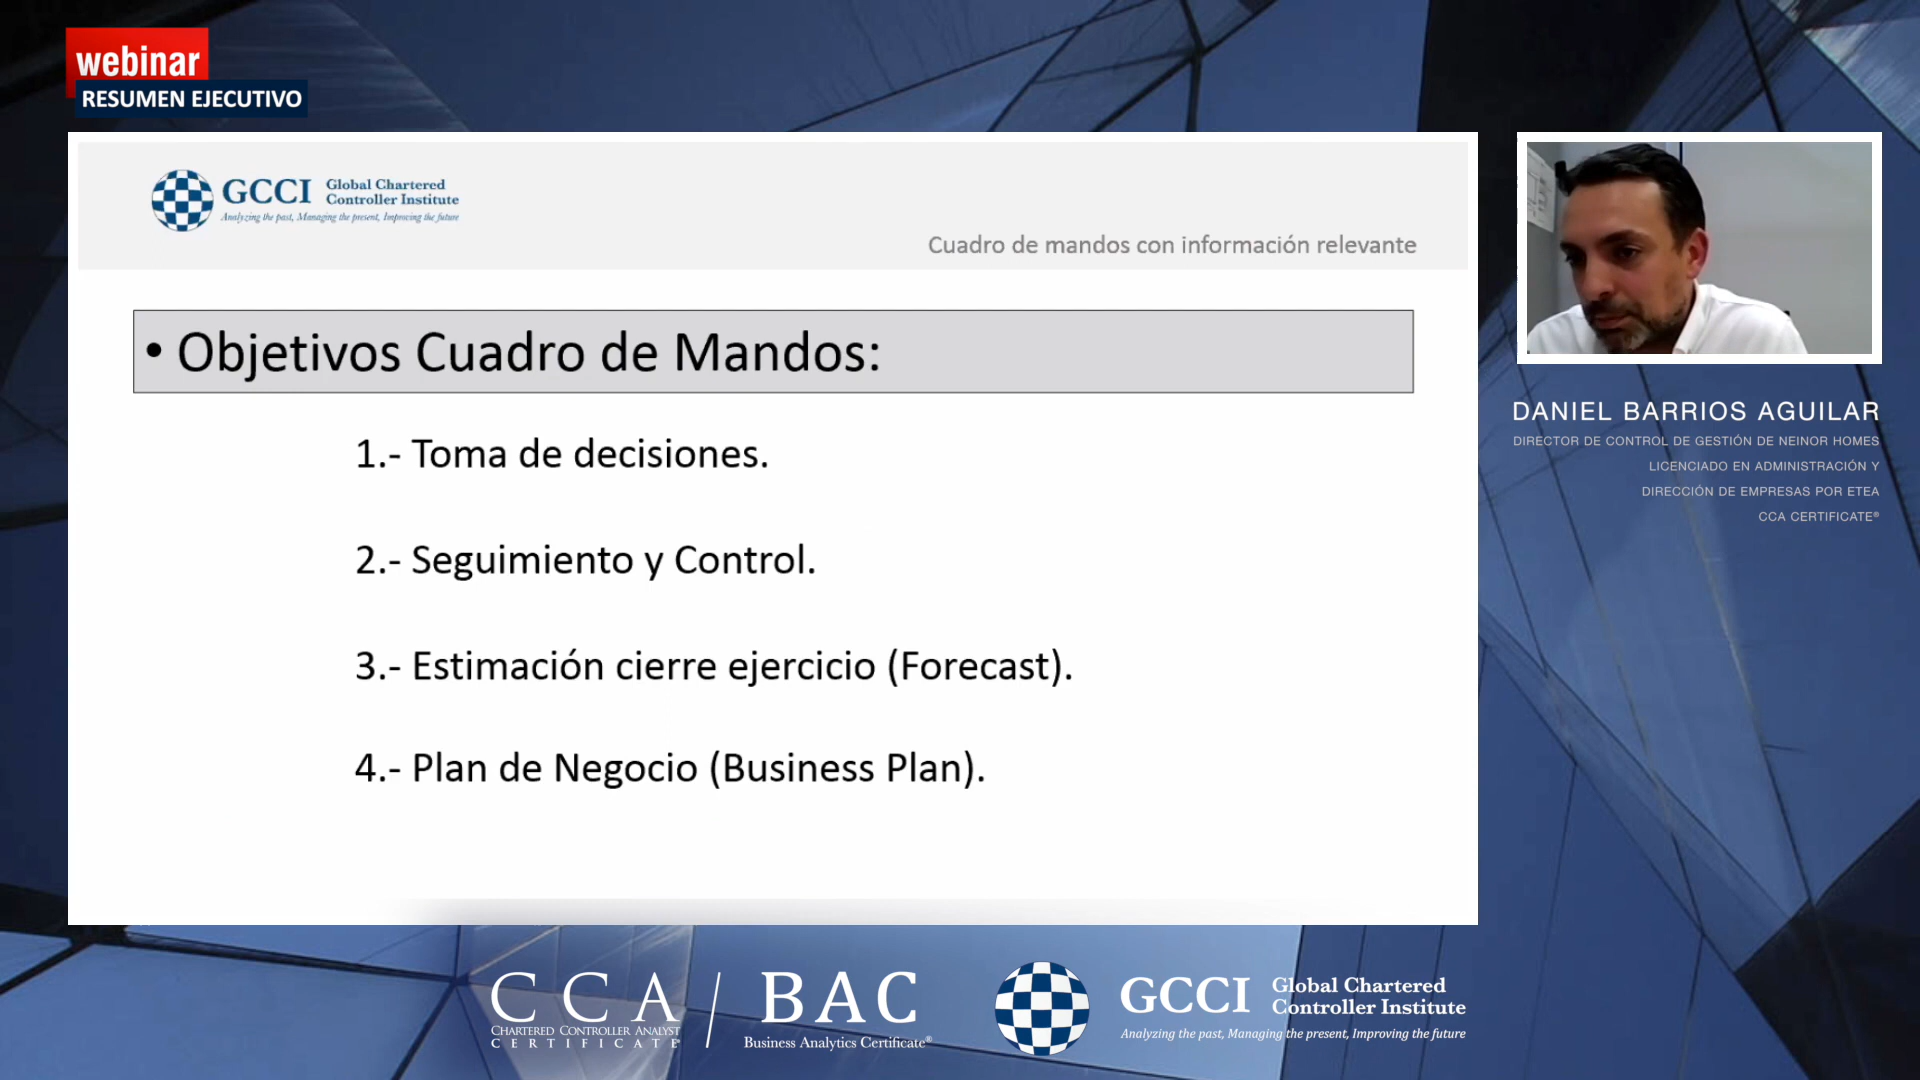 webinar
RESUMEN EJECUTIVO
GCCI Global Chartered
Controller Institute
Analyzing the past, Managing the present, Improving the future
Cuadro de mandos con información relevante
• Objetivos Cuadro de Mandos:
1.- Toma de decisiones.
2.- Seguimiento y Control.
3.- Estimación cierre ejercicio (Forecast).
4.- Plan de Negocio (Business Plan).
DANIEL BARRIOS AGUILAR
DIRECTOR DE CONTROL DE GESTIÓN DE NEINOR HOMES
LICENCIADO EN ADMINISTRACIÓN Y
DIRECCIÓN DE EMPRESAS POR ETEA
CCA CERTIFICATE®
CCA
CHARTERED CONTROLLER ANALYST
CERTIFICATE®
BAC
Business Analytics Certificate®
GCCI Global Chartered
Controller Institute
Analyzing the past, Managing the present, Improving the future